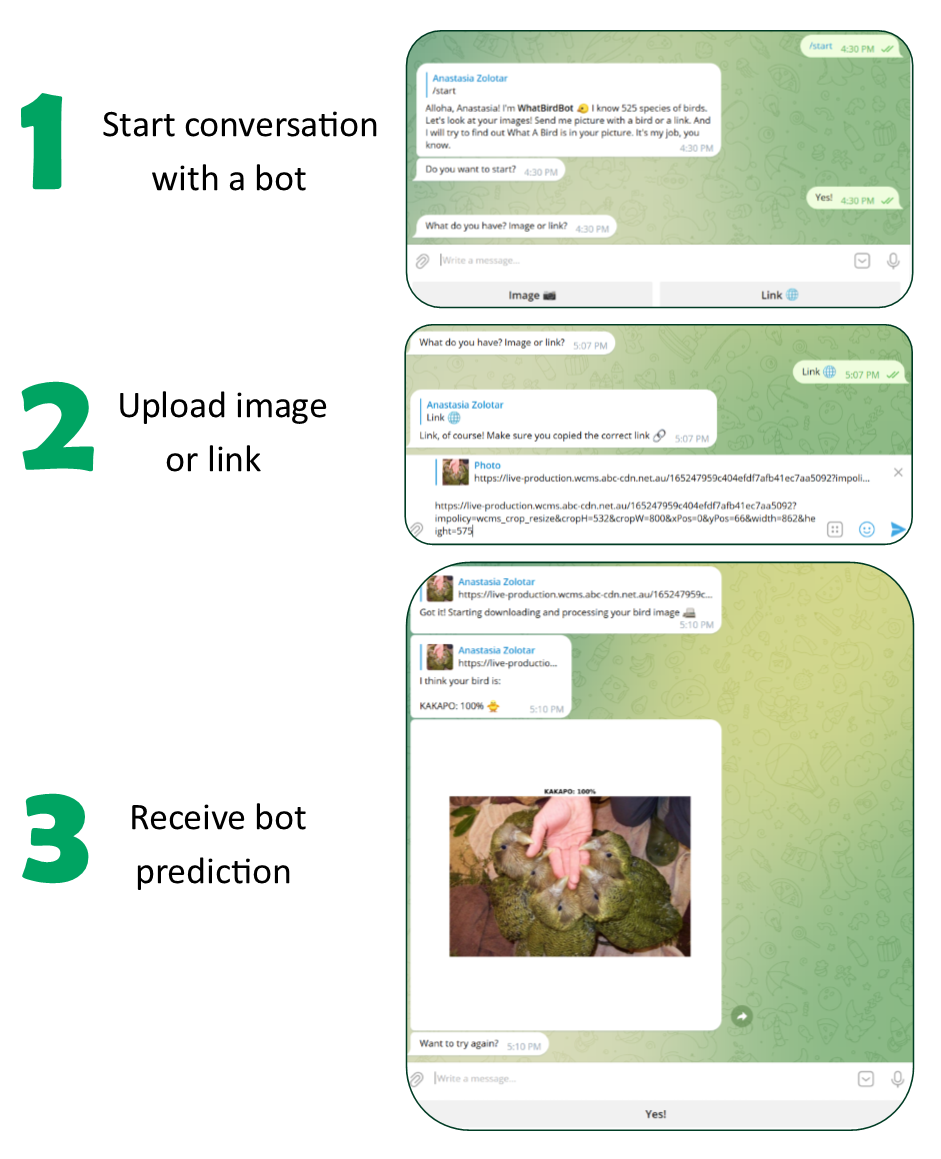 1
Start conversation
with a bot
/start 4:30 PM
Anastasia Zolotar
/start
Alloha, Anastasia! I'm WhatBirdBot I know 525 species of birds.
Let's look at your images! Send me picture with a bird or a link. And
I will try to find out What A Bird is in your picture. It's my job, you
know.
4:30 PM
Do you want to start? 4:30 PM
Yes! 4:30 PM
What do you have? Image or link? 4:30 PM
Write a message...
Image
Link
2
Upload image
or link
What do you have? Image or link? 5:07 PM
Link 5:07 PM
Anastasia Zolotar
Link
Link, of course! Make sure you copied the correct link 5:07 PM
Photo
https://live-production.wcms.abc-cdn.net.au/165247959c404efdf7afb41ec7aa5092?impoli...
https://live-production.wcms.abc-cdn.net.au/165247959c404efdf7afb41ec7aa5092?
impolicy=wcms_crop_resize&cropH=532&cropW=800&xPos=0&yPos=66&width=862&he
ight=575
3
Receive bot
prediction
Anastasia Zolotar
https://live-production.wcms.abc-cdn.net.au/165247959c...
Got it! Starting downloading and processing your bird image
5:10 PM
Anastasia Zolotar
https://live-productio...
I think your bird is:
KAKAPO: 100% 5:10 PM
KAKAPO: 100%
Want to try again? 5:10 PM
Write a message...
Yes!